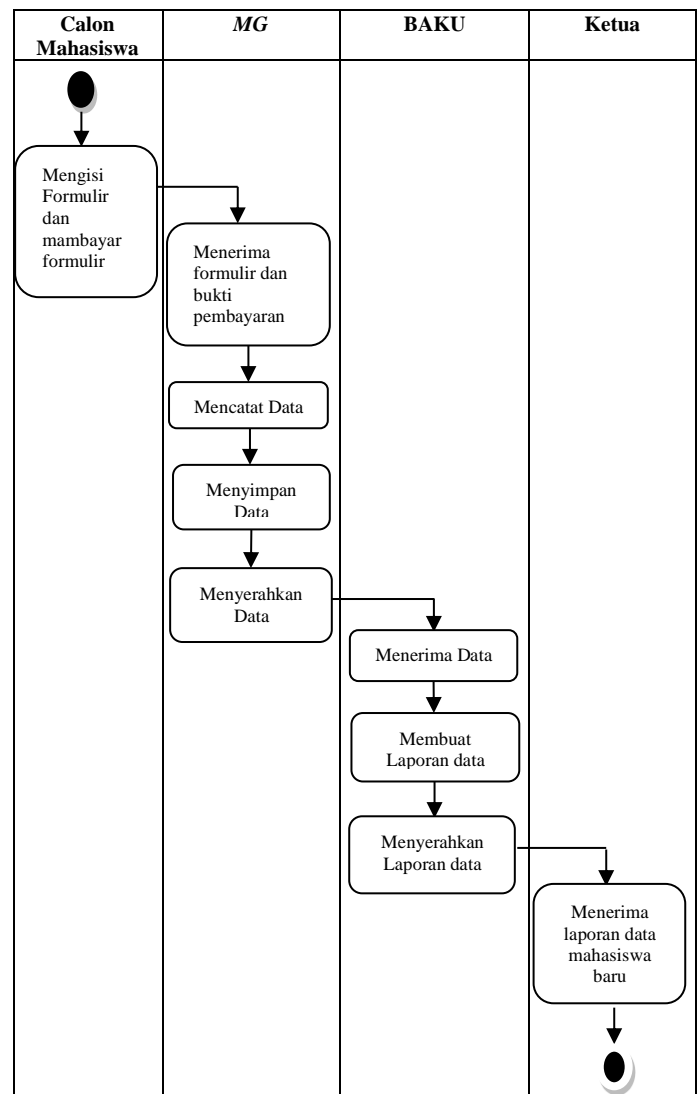 Calon
Mahasiswa
MG
BAKU
Ketua
Mengisi
Formulir
dan
mambayar
formulir
Menerima
formulir dan
bukti
pembayaran
Mencatat Data
Menyimpan
Data
Menyerahkan
Data
Menerima Data
Membuat
Laporan data
Menyerahkan
Laporan data
Menerima
laporan data
mahasiswa
baru